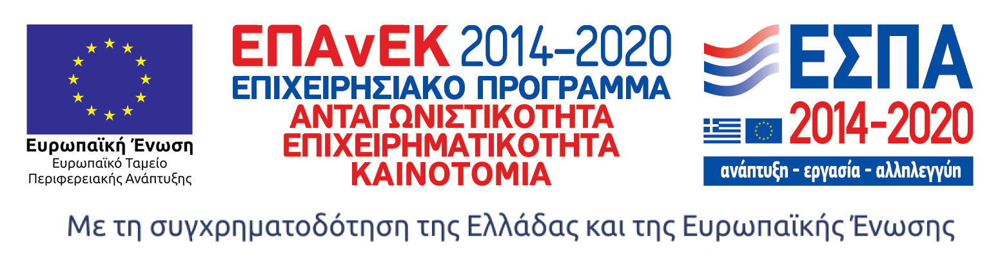 Ευρωπαϊκή Ένωση
Ευρωπαϊκό Ταμείο
Περιφερειακής Ανάπτυξης
ΕΠΑνΕΚ 2014–2020
ΕΠΙΧΕΙΡΗΣΙΑΚΟ ΠΡΟΓΡΑΜΜΑ
ΑΝΤΑΓΩΝΙΣΤΙΚΟΤΗΤΑ
ΕΠΙΧΕΙΡΗΜΑΤΙΚΟΤΗΤΑ
ΚΑΙΝΟΤΟΜΙΑ
ΕΣΠΑ
2014-2020
ανάπτυξη - εργασία - αλληλεγγύη
Με τη συγχρηματοδότηση της Ελλάδας και της Ευρωπαϊκής Ένωσης